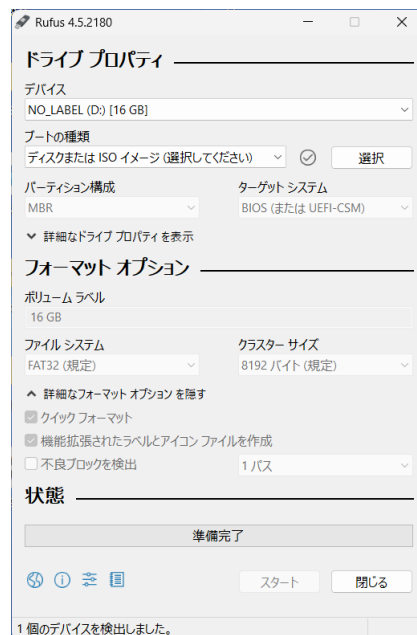 Rufus 4.5.2180
ドライブ プロパティ
デバイス
NO_LABEL (D:) [16 GB]
ブートの種類
ディスクまたは ISO イメージ (選択してください)
選択
パーティション構成
ターゲット システム
MBR
BIOS (または UEFI-CSM)
詳細なドライブ プロパティを表示
フォーマット オプション
ボリューム ラベル
16 GB
ファイル システム
クラスター サイズ
FAT32 (規定)
8192 バイト (規定)
詳細なフォーマット オプション を隠す
クイック フォーマット
機能拡張されたラベルとアイコン ファイルを作成
不良ブロックを検出
1 パス
状態
準備完了
スタート
閉じる
1 個のデバイスを検出しました。